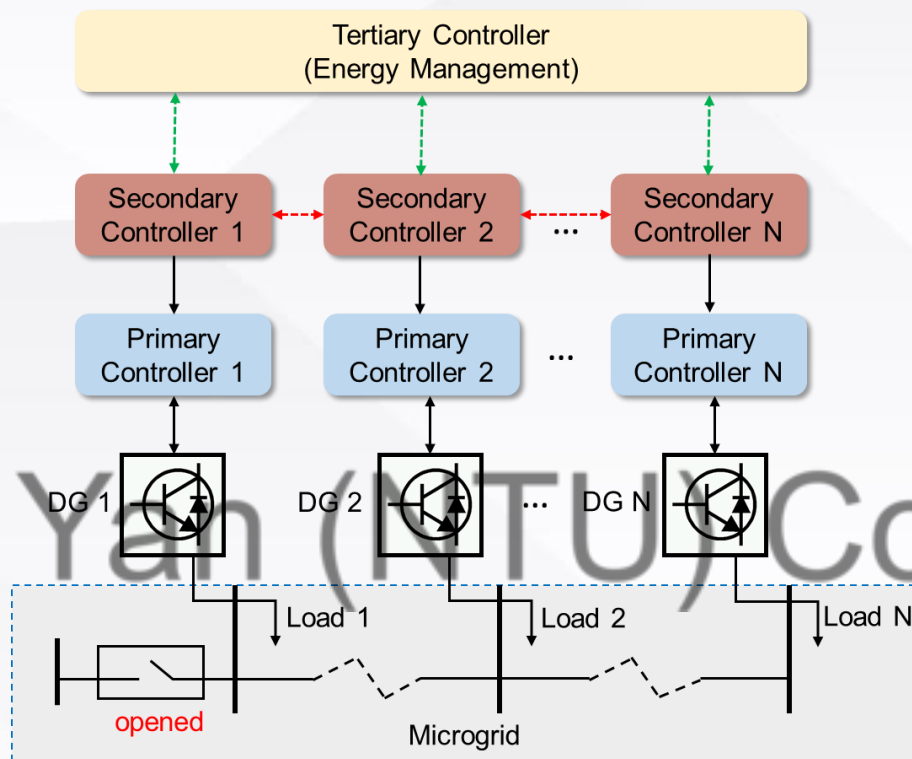 Tertiary Controller
(Energy Management)
Secondary
Controller 1
Secondary
Controller 2
...
Secondary
Controller N
Primary
Controller 1
Primary
Controller 2
...
Primary
Controller N
DG 1
DG 2
...
DG N
Yan (NTU) Co
Load 1
Load 2
Load N
opened
Microgrid